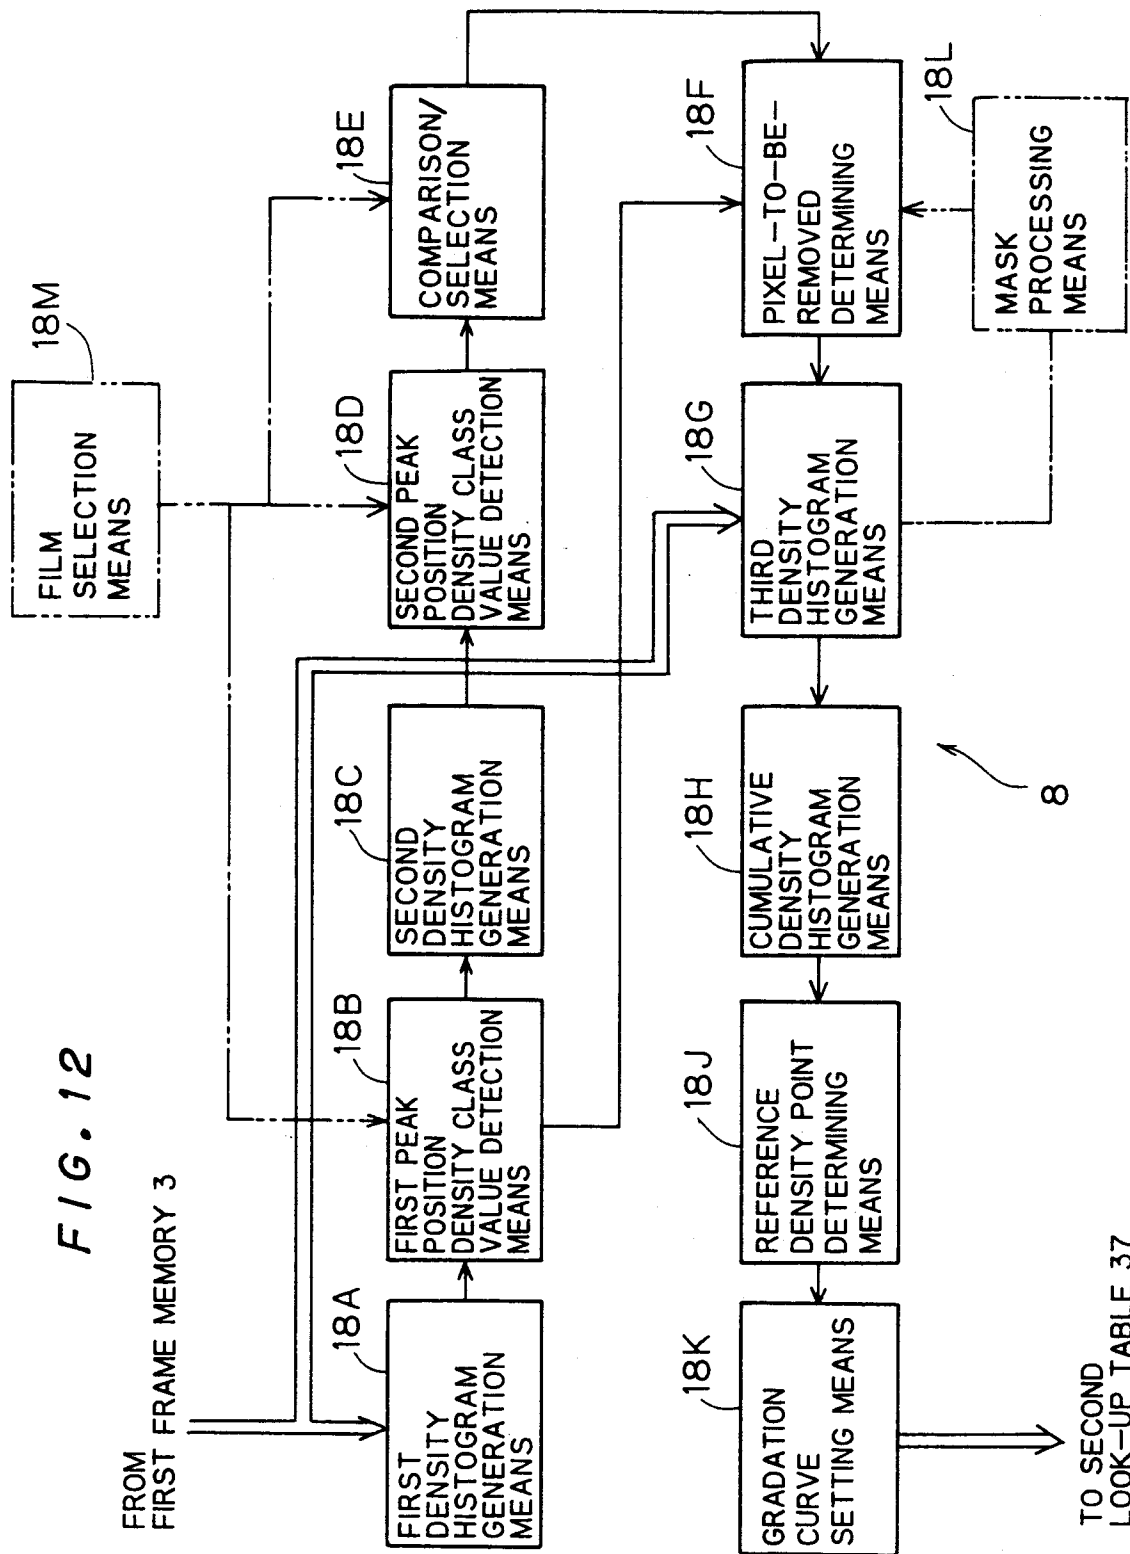 FIG. 12
FROM
FIRST FRAME MEMORY 3
18A
FIRST
DENSITY
HISTOGRAM
GENERATION
MEANS
18B
FIRST PEAK
POSITION
DENSITY CLASS
VALUE DETECTION
MEANS
18C
SECOND
DENSITY
HISTOGRAM
GENERATION
MEANS
18D
SECOND PEAK
POSITION
DENSITY CLASS
VALUE DETECTION
MEANS
18E
COMPARISON/
SELECTION
MEANS
18M
FILM
SELECTION
MEANS
18F
PIXEL-TO-BE-
REMOVED
DETERMINING
MEANS
18L
MASK
PROCESSING
MEANS
18G
THIRD
DENSITY
HISTOGRAM
GENERATION
MEANS
18H
CUMULATIVE
DENSITY
HISTOGRAM
GENERATION
MEANS
18J
REFERENCE
DENSITY POINT
DETERMINING
MEANS
18K
GRADATION
CURVE
SETTING MEANS
8
TO SECOND
LOOK-UP TABLE 37